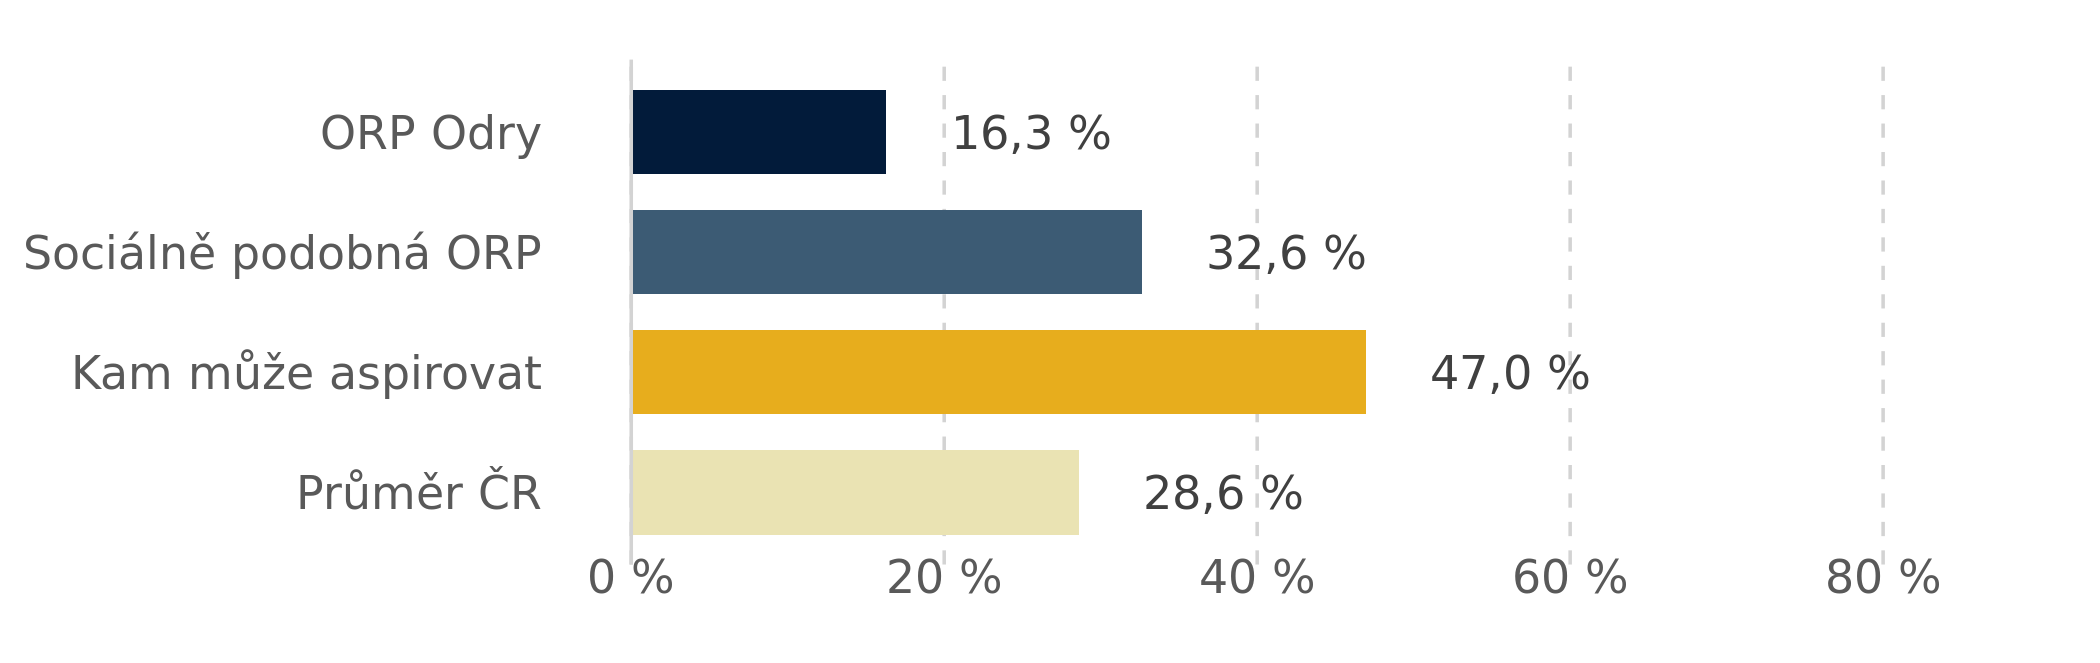 ORP Odry
16,3 %
Sociálně podobná ORP
32,6 %
Kam může aspirovat
47,0 %
Průměr ČR
28,6 %
0 %
20 %
40 %
60 %
80 %